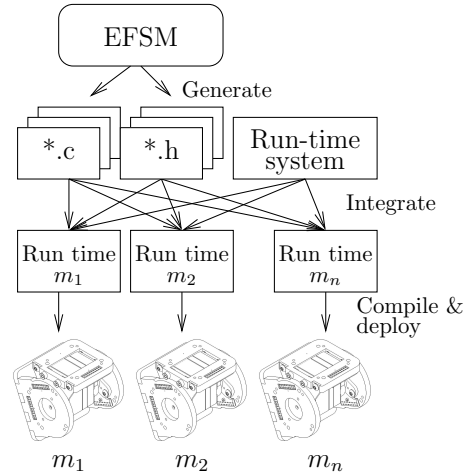 EFSM
Generate
*.c
*.h
Run-time
system
Integrate
Run time
m₁
Run time
m₂
Run time
mₙ
Compile &
deploy
m₁
m₂
mₙ